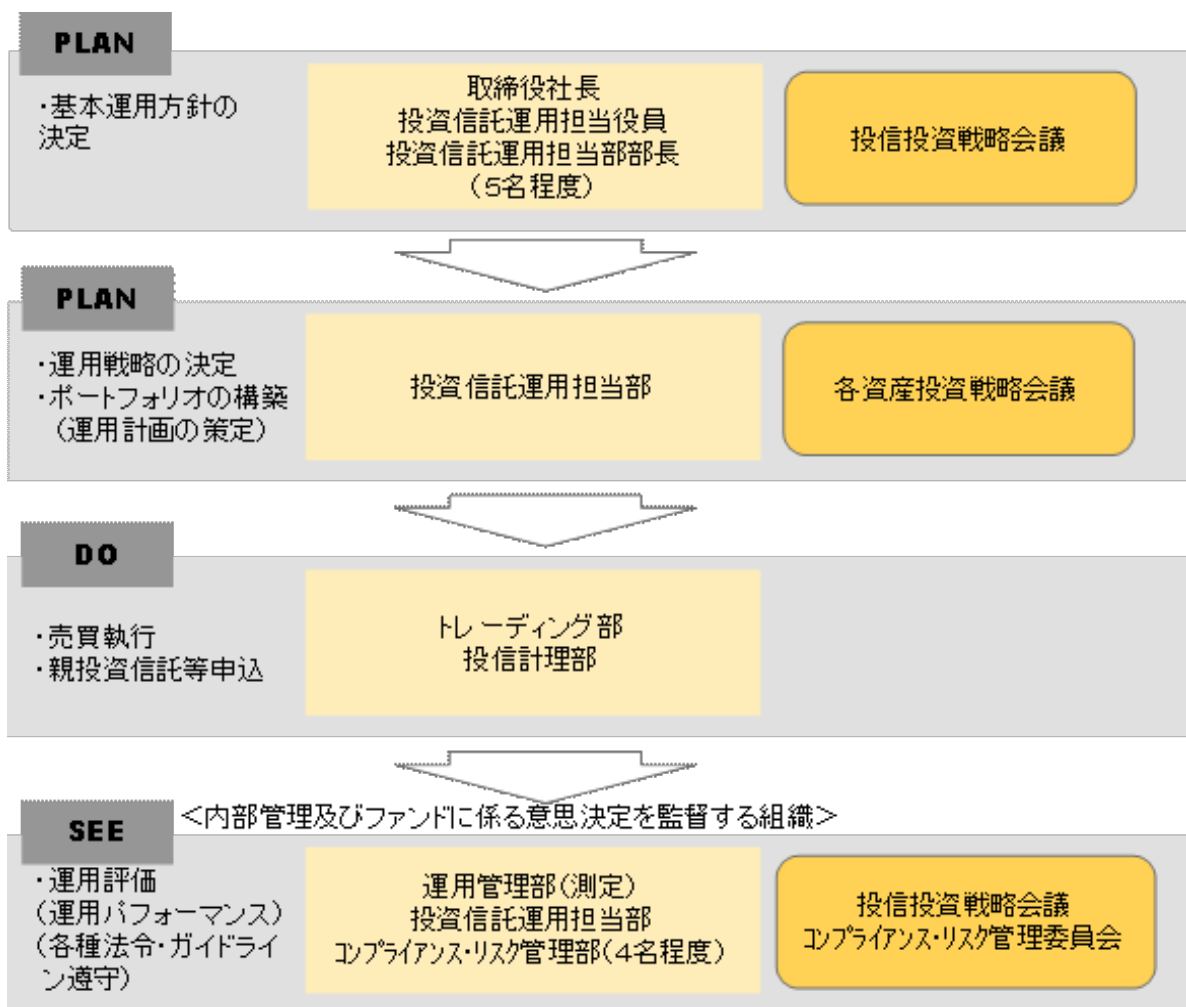 PLAN
・基本運用方針の
決定
取締役社長
投資信託運用担当役員
投資信託運用担当部部長
(5名程度)
投信投資戦略会議
PLAN
・運用戦略の決定
・ポートフォリオの構築
(運用計画の策定)
投資信託運用担当部
各資産投資戦略会議
DO
・売買執行
・親投資信託等申込
トレーディング部
投信計理部
SEE
<内部管理及びファンドに係る意思決定を監督する組織>
・運用評価
(運用パフォーマンス)
(各種法令・ガイドライ
ン遵守)
運用管理部(測定)
投資信託運用担当部
コンプライアンス・リスク管理部(4名程度)
投信投資戦略会議
コンプライアンス・リスク管理委員会